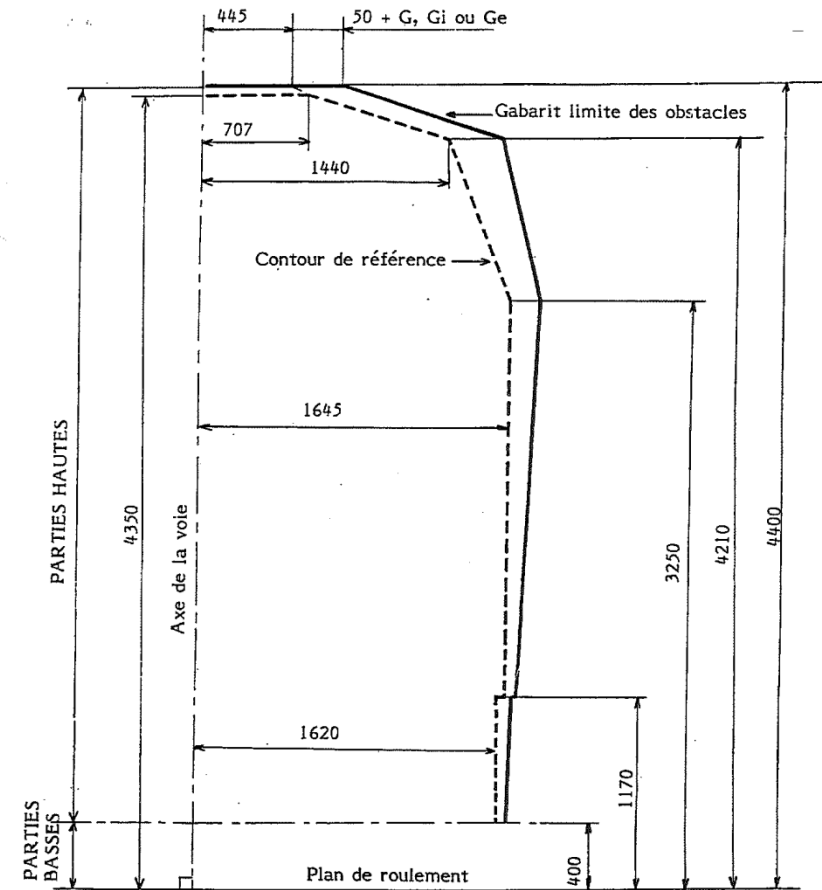 445
50 + G, Gi ou Ge
Gabarit limite des obstacles
707
1440
Contour de référence
1645
PARTIES HAUTES
4350
Axe de la voie
3250
4210
4400
1620
1170
PARTIES
BASSES
400
Plan de roulement